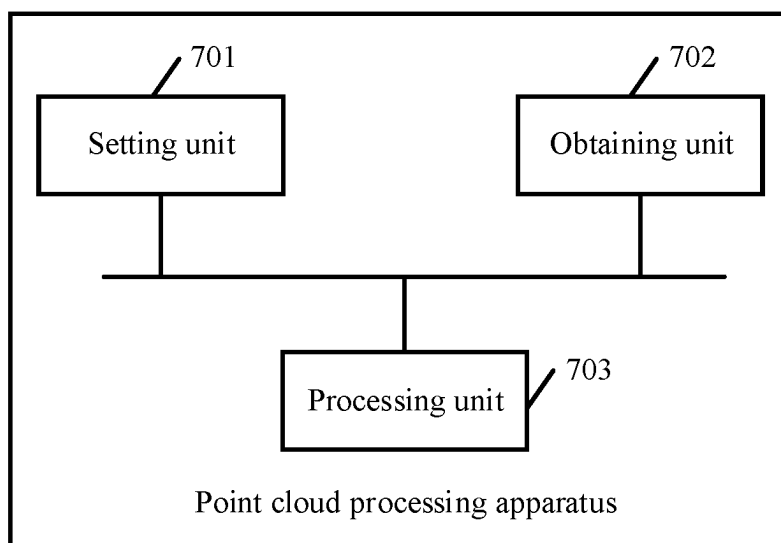 701
702
Setting unit
Obtaining unit
703
Processing unit
Point cloud processing apparatus